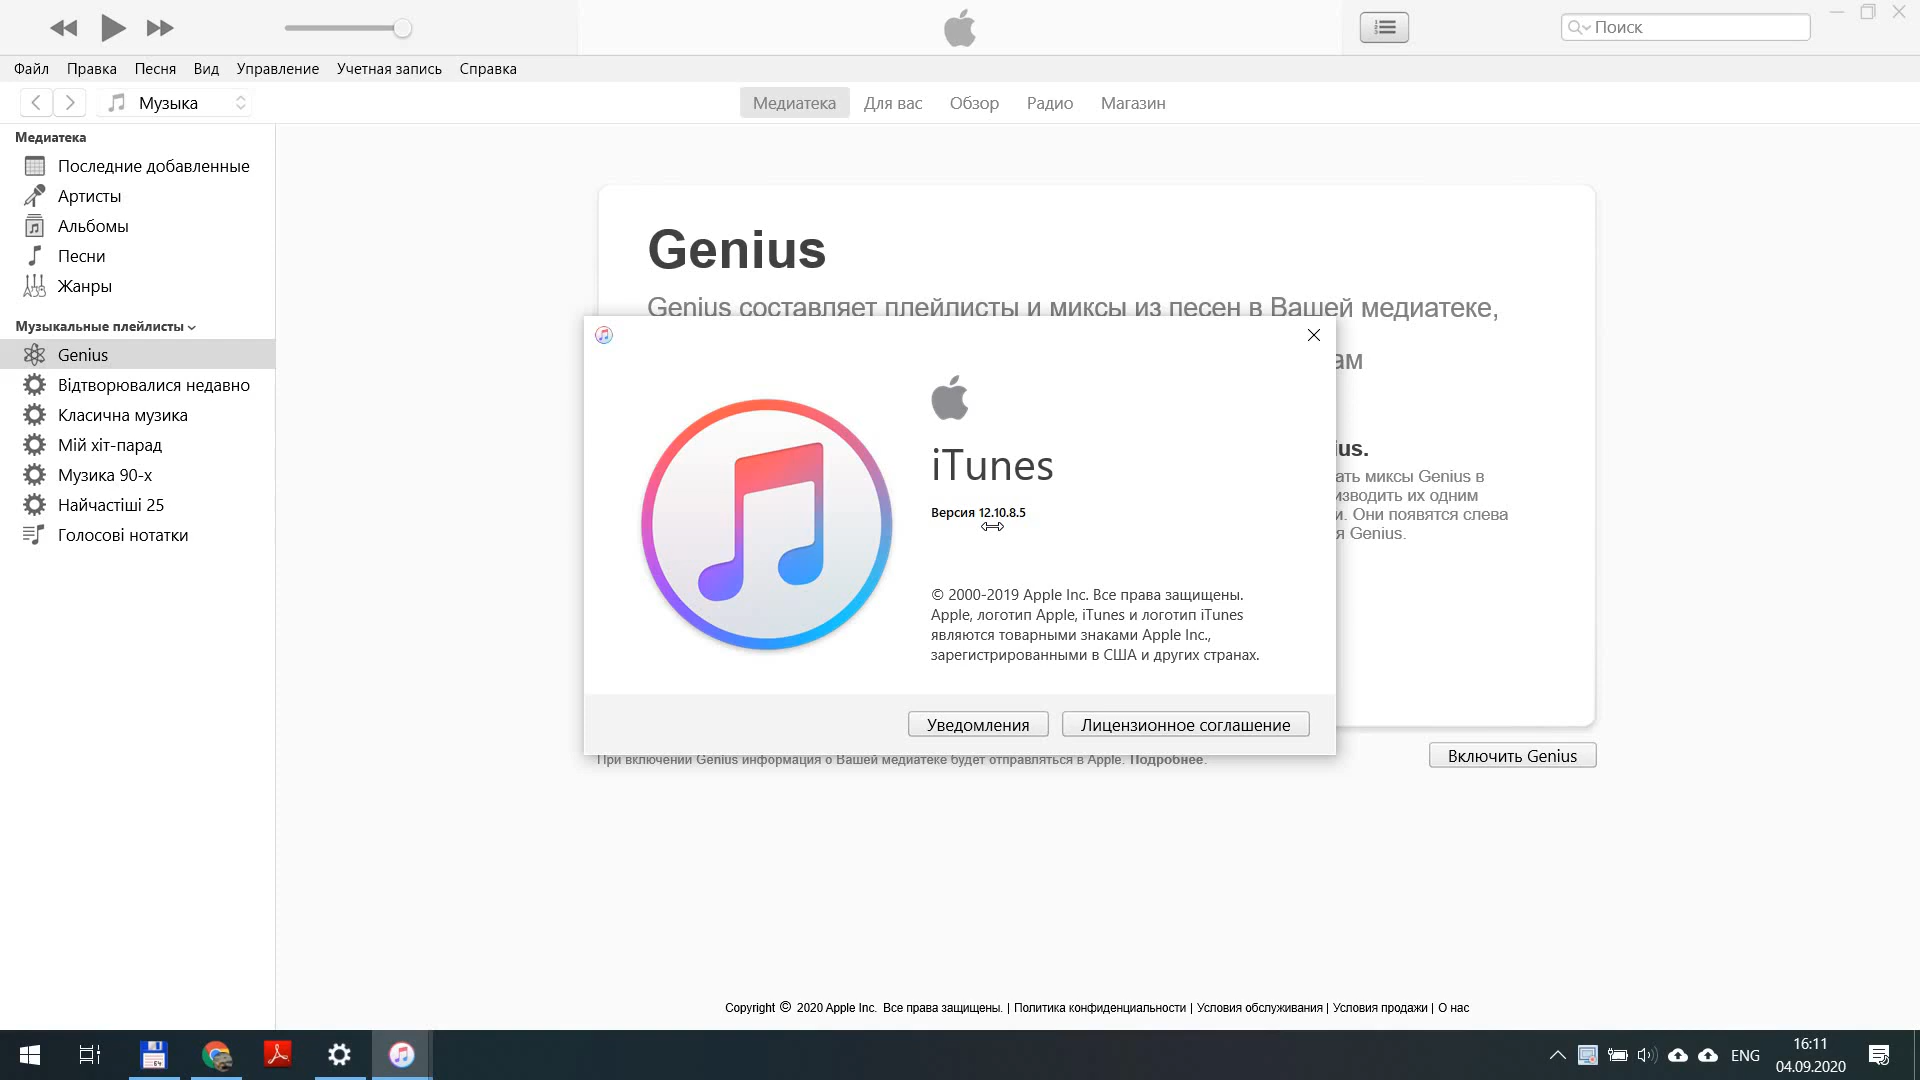 Поиск
Файл Правка Песня Вид Управление Учетная запись Справка
Музыка
Медиатека Для вас Обзор Радио Магазин
Медиатека
Последние добавленные
Артисты
Альбомы
Песни
Жанры
Музыкальные плейлисты
Genius
Відтворювалися недавно
Класична музика
Мій хіт-парад
Музика 90-х
Найчастіші 25
Голосові нотатки
Genius
Genius составляет плейлисты и миксы из песен в Вашей медиатеке,
ам
ius.
ать миксы Genius в
изводить их одним
и. Они появятся слева
я Genius.
iTunes
Версия 12.10.8.5
© 2000-2019 Apple Inc. Все права защищены.
Apple, логотип Apple, iTunes и логотип iTunes
являются товарными знаками Apple Inc.,
зарегистрированными в США и других странах.
Уведомления Лицензионное соглашение
При включении Genius информация о Вашей медиатеке будет отправляться в Apple. Подробнее.
Включить Genius
Copyright © 2020 Apple Inc. Все права защищены. | Политика конфиденциальности | Условия обслуживания | Условия продажи | О нас
64
ENG
16:11
04.09.2020